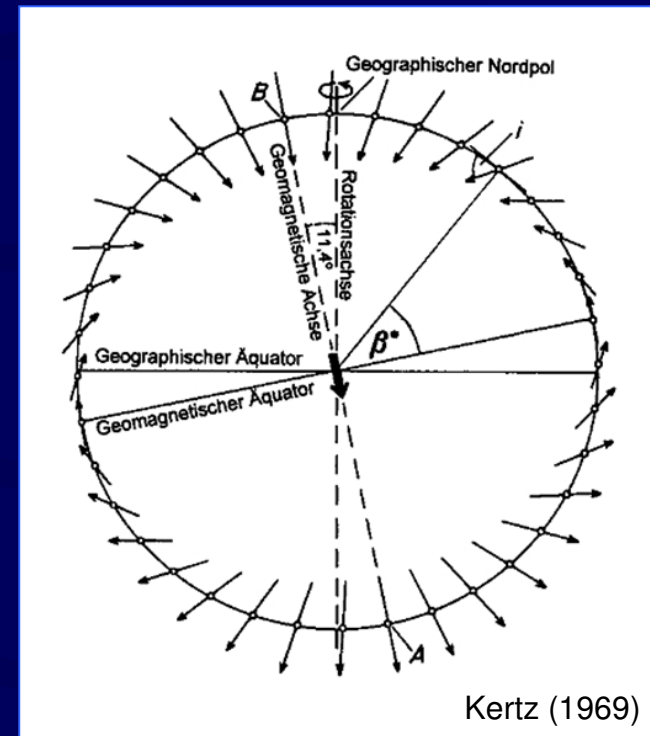 Geographischer Nordpol
B
i
Geomagnetische Achse
Rotationsachse
11,4°
β*
Geographischer Äquator
Geomagnetischer Äquator
A
Kertz (1969)